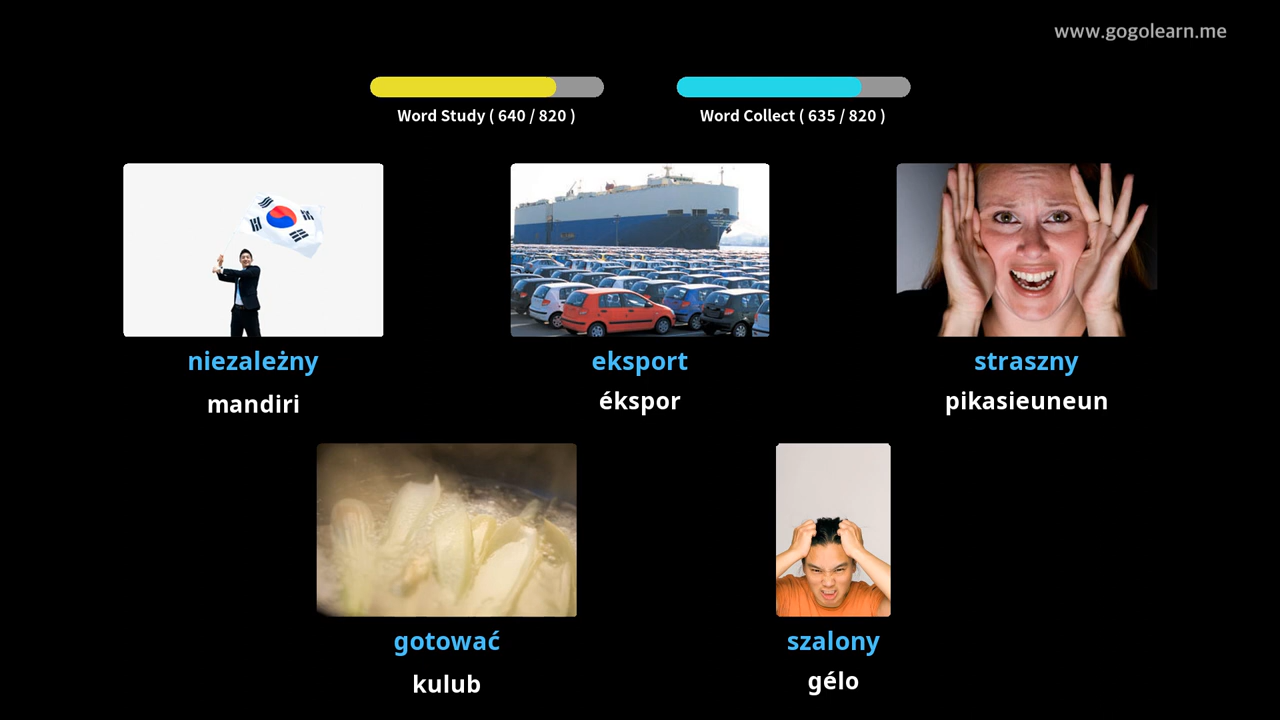 www.gogolearn.me
Word Study ( 640 / 820 )
Word Collect ( 635 / 820 )
niezależny
mandiri
eksport
ékspor
straszny
pikasieuneun
gotować
kulub
szalony
gélo